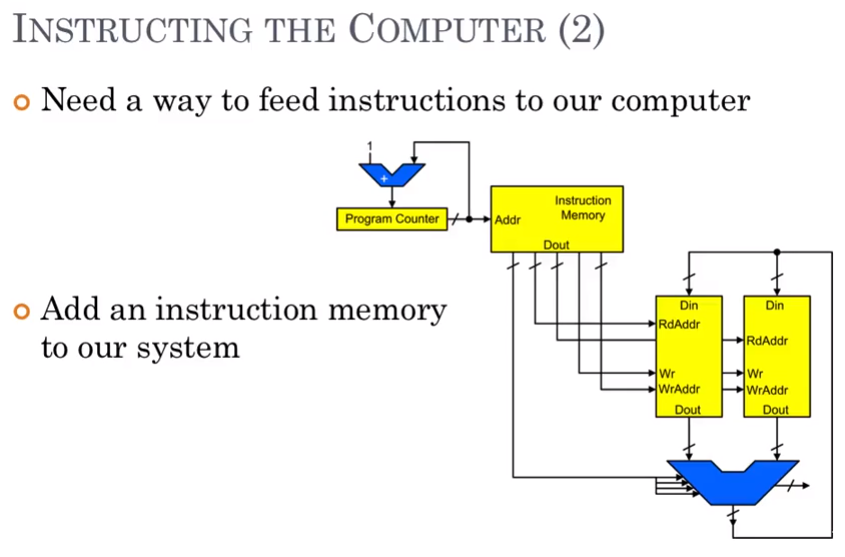 INSTRUCTING THE COMPUTER (2)
Need a way to feed instructions to our computer
1
+
Program Counter
Addr
Instruction
Memory
Dout
Add an instruction memory
to our system
Din
RdAddr
Wr
WrAddr
Dout
Din
RdAddr
Wr
WrAddr
Dout